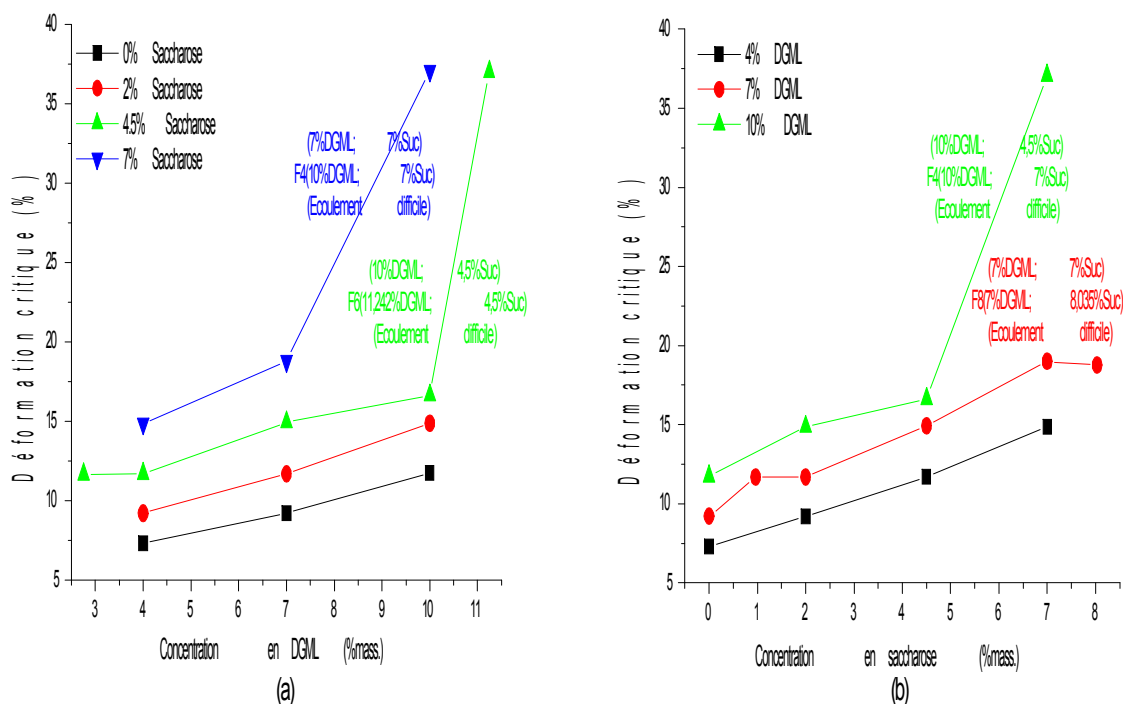 40
35
30
25
20
15
10
5
Déformation critique (%)
0% Saccharose
2% Saccharose
4.5% Saccharose
7% Saccharose
(7%DGML; 7%Suc)
F4(10%DGML; 7%Suc)
(Ecoulement difficile)
(10%DGML; 4,5%Suc)
F6(11,242%DGML; 4,5%Suc)
(Ecoulement difficile)
3 4 5 6 7 8 9 10 11
Concentration en DGML (%mass.)
(a)
40
35
30
25
20
15
10
5
Déformation critique (%)
4% DGML
7% DGML
10% DGML
(10%DGML; 4,5%Suc)
F4(10%DGML; 7%Suc)
(Ecoulement difficile)
(7%DGML; 7%Suc)
F8(7%DGML; 8,035%Suc)
(Ecoulement difficile)
0 1 2 3 4 5 6 7 8
Concentration en saccharose (%mass.)
(b)